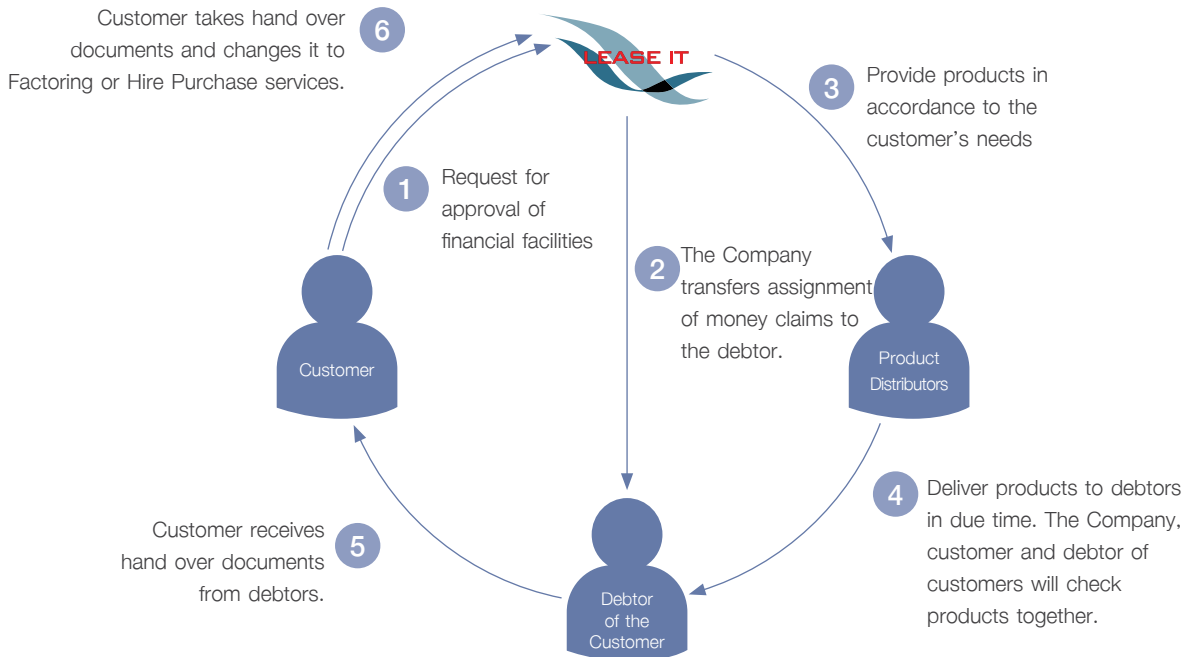 Customer takes hand over
documents and changes it to
Factoring or Hire Purchase services.
6
LEASE IT
3
Provide products in
accordance to the
customer's needs
1
Request for
approval of
financial facilities
2
The Company
transfers assignment
of money claims to
the debtor.
Customer
Product
Distributors
4
Deliver products to debtors
in due time. The Company,
customer and debtor of
customers will check
products together.
Customer receives
hand over documents
from debtors.
5
Debtor
of the
Customer